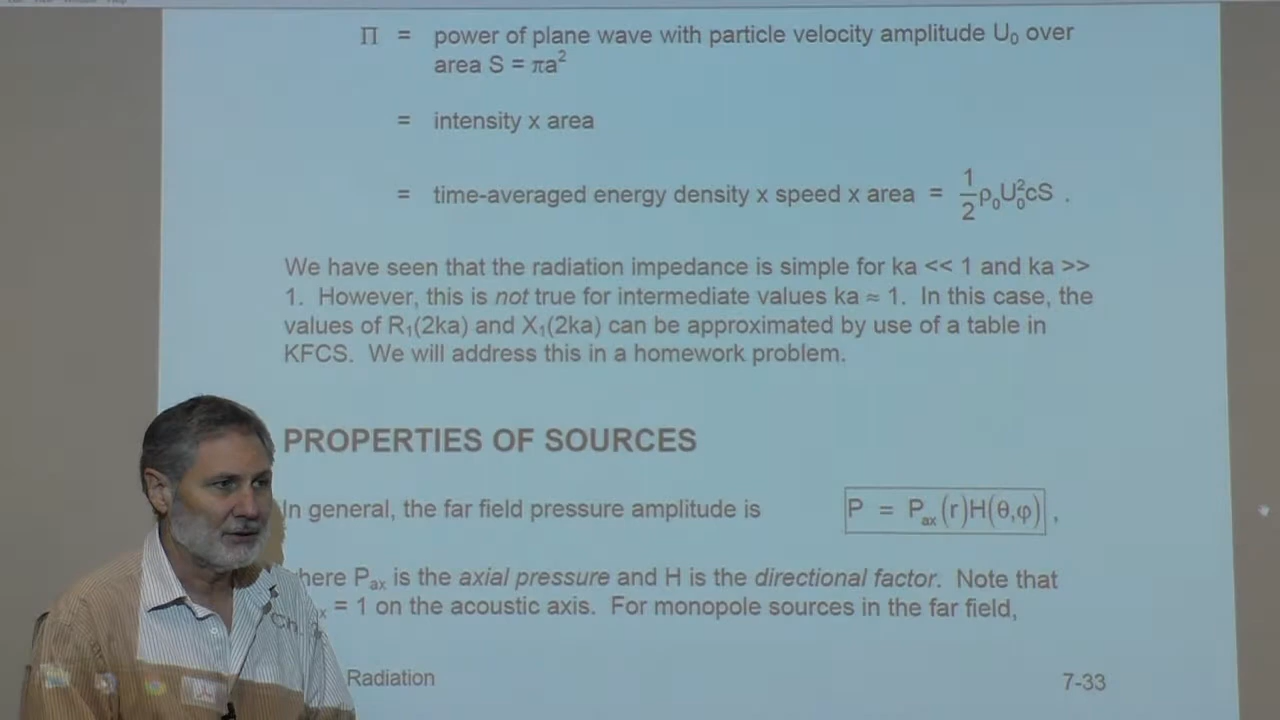 Π = power of plane wave with particle velocity amplitude U₀ over
area S = πa²
= intensity x area
= time-averaged energy density x speed x area = 1/2 ρ₀U₀²cS .
We have seen that the radiation impedance is simple for ka << 1 and ka >>
1. However, this is not true for intermediate values ka ≈ 1. In this case, the
values of R₁(2ka) and X₁(2ka) can be approximated by use of a table in
KFCS. We will address this in a homework problem.
PROPERTIES OF SOURCES
In general, the far field pressure amplitude is P = Pax(r)H(θ,φ) ,
here Pax is the axial pressure and H is the directional factor. Note that
x = 1 on the acoustic axis. For monopole sources in the far field,
Ch.
Radiation 7-33